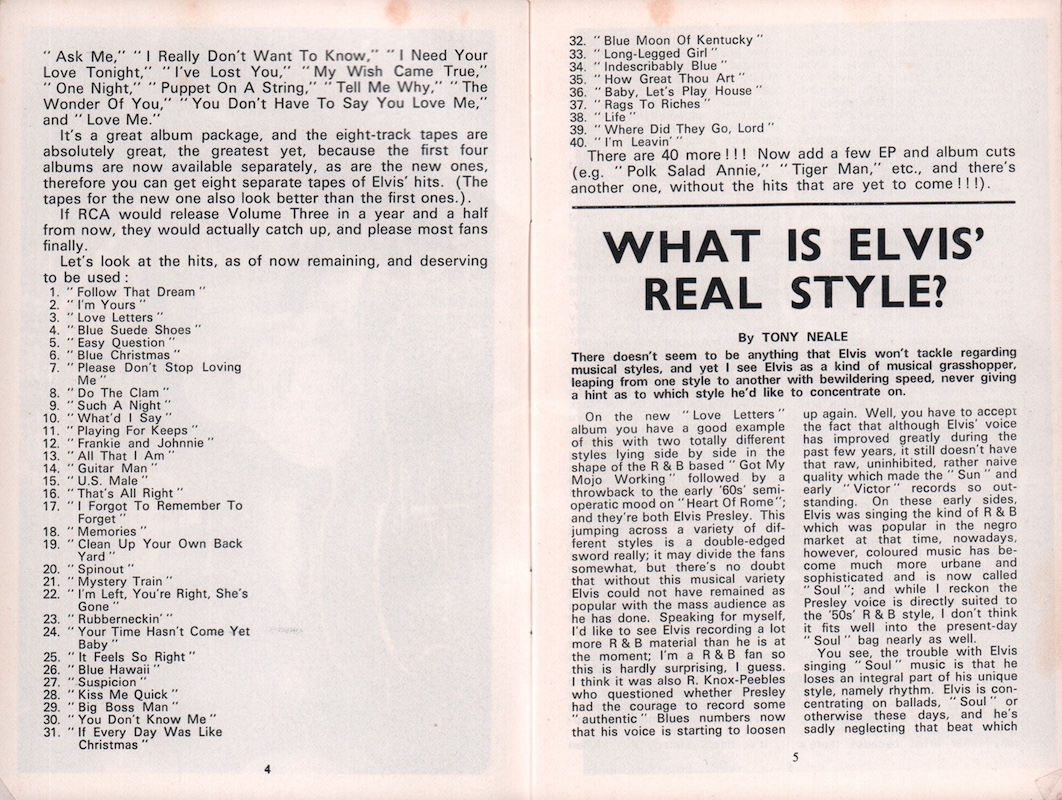 “ Ask Me,” “ I Really Don’t Want To Know,” “ I Need Your
Love Tonight,” “ I’ve Lost You,” “ My Wish Came True,”
“ One Night,” “ Puppet On A String,” “ Tell Me Why,” “ The
Wonder Of You,” “ You Don’t Have To Say You Love Me,”
and “ Love Me.”
It’s a great album package, and the eight-track tapes are
absolutely great, the greatest yet, because the first four
albums are now available separately, as are the new ones,
therefore you can get eight separate tapes of Elvis’ hits. (The
tapes for the new one also look better than the first ones.).
If RCA would release Volume Three in a year and a half
from now, they would actually catch up, and please most fans
finally.
Let’s look at the hits, as of now remaining, and deserving
to be used :
1. “ Follow That Dream ”
2. “ I’m Yours ”
3. “ Love Letters ”
4. “ Blue Suede Shoes ”
5. “ Easy Question ”
6. “ Blue Christmas ”
7. “ Please Don’t Stop Loving
Me ”
8. “ Do The Clam ”
9. “ Such A Night ”
10. “ What’d I Say ”
11. “ Playing For Keeps ”
12. “ Frankie and Johnnie ”
13. “ All That I Am ”
14. “ Guitar Man ”
15. “ U.S. Male ”
16. “ That’s All Right ”
17. “ I Forgot To Remember To
Forget ”
18. “ Memories ”
19. “ Clean Up Your Own Back
Yard ”
20. “ Spinout ”
21. “ Mystery Train ”
22. “ I’m Left, You’re Right, She’s
Gone ”
23. “ Rubberneckin’ ”
24. “ Your Time Hasn’t Come Yet
Baby ”
25. “ It Feels So Right ”
26. “ Blue Hawaii ”
27. “ Suspicion ”
28. “ Kiss Me Quick ”
29. “ Big Boss Man ”
30. “ You Don’t Know Me ”
31. “ If Every Day Was Like
Christmas ”
4
32. “ Blue Moon Of Kentucky ”
33. “ Long-Legged Girl ”
34. “ Indescribably Blue ”
35. “ How Great Thou Art ”
36. “ Baby, Let’s Play House ”
37. “ Rags To Riches ”
38. “ Life ”
39. “ Where Did They Go, Lord ”
40. “ I’m Leavin’ ”
There are 40 more ! ! ! Now add a few EP and album cuts
(e.g. “ Polk Salad Annie,” “ Tiger Man,” etc., and there’s
another one, without the hits that are yet to come ! ! !).
WHAT IS ELVIS’
REAL STYLE?
By TONY NEALE
There doesn’t seem to be anything that Elvis won’t tackle regarding
musical styles, and yet I see Elvis as a kind of musical grasshopper,
leaping from one style to another with bewildering speed, never giving
a hint as to which style he’d like to concentrate on.
On the new “ Love Letters ”
album you have a good example
of this with two totally different
styles lying side by side in the
shape of the R & B based “ Got My
Mojo Working ” followed by a
throwback to the early ’60s’ semi-
operatic mood on “ Heart Of Rome ”;
and they’re both Elvis Presley. This
jumping across a variety of dif-
ferent styles is a double-edged
sword really; it may divide the fans
somewhat, but there’s no doubt
that without this musical variety
Elvis could not have remained as
popular with the mass audience as
he has done. Speaking for myself,
I’d like to see Elvis recording a lot
more R & B material than he is at
the moment; I’m a R & B fan so
this is hardly surprising, I guess.
I think it was also R. Knox-Peebles
who questioned whether Presley
had the courage to record some
“ authentic ” Blues numbers now
that his voice is starting to loosen
up again. Well, you have to accept
the fact that although Elvis’ voice
has improved greatly during the
past few years, it still doesn’t have
that raw, uninhibited, rather naive
quality which made the “ Sun ” and
early “ Victor ” records so out-
standing. On these early sides,
Elvis was singing the kind of R & B
which was popular in the negro
market at that time, nowadays,
however, coloured music has be-
come much more urbane and
sophisticated and is now called
“ Soul ”; and while I reckon the
Presley voice is directly suited to
the ’50s’ R & B style, I don’t think
it fits well into the present-day
“ Soul ” bag nearly as well.
You see, the trouble with Elvis
singing “ Soul ” music is that he
loses an integral part of his unique
style, namely rhythm. Elvis is con-
centrating on ballads, “ Soul ” or
otherwise these days, and he’s
sadly neglecting that beat which
5